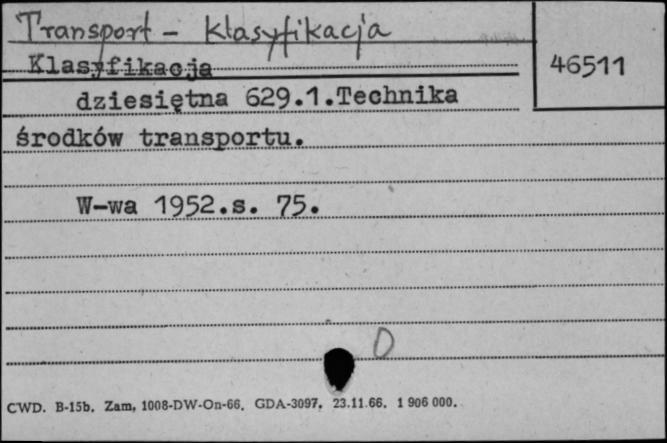 Transport - klasyfikacja
Klasyfikacja
46511
dziesiętna 629.1.Technika
środków transportu.
W-wa 1952.s. 75.
O
CWD. B-15b. Zam. 1008-DW-On-66. GDA-3097. 23.11.66. 1 906 000.